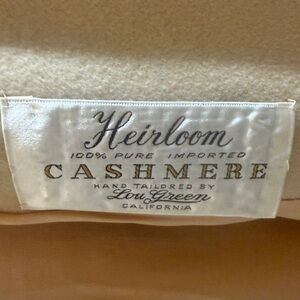 Heirloom
100% PURE IMPORTED
CASHMERE
HAND TAILORED BY
Lou Green
CALIFORNIA